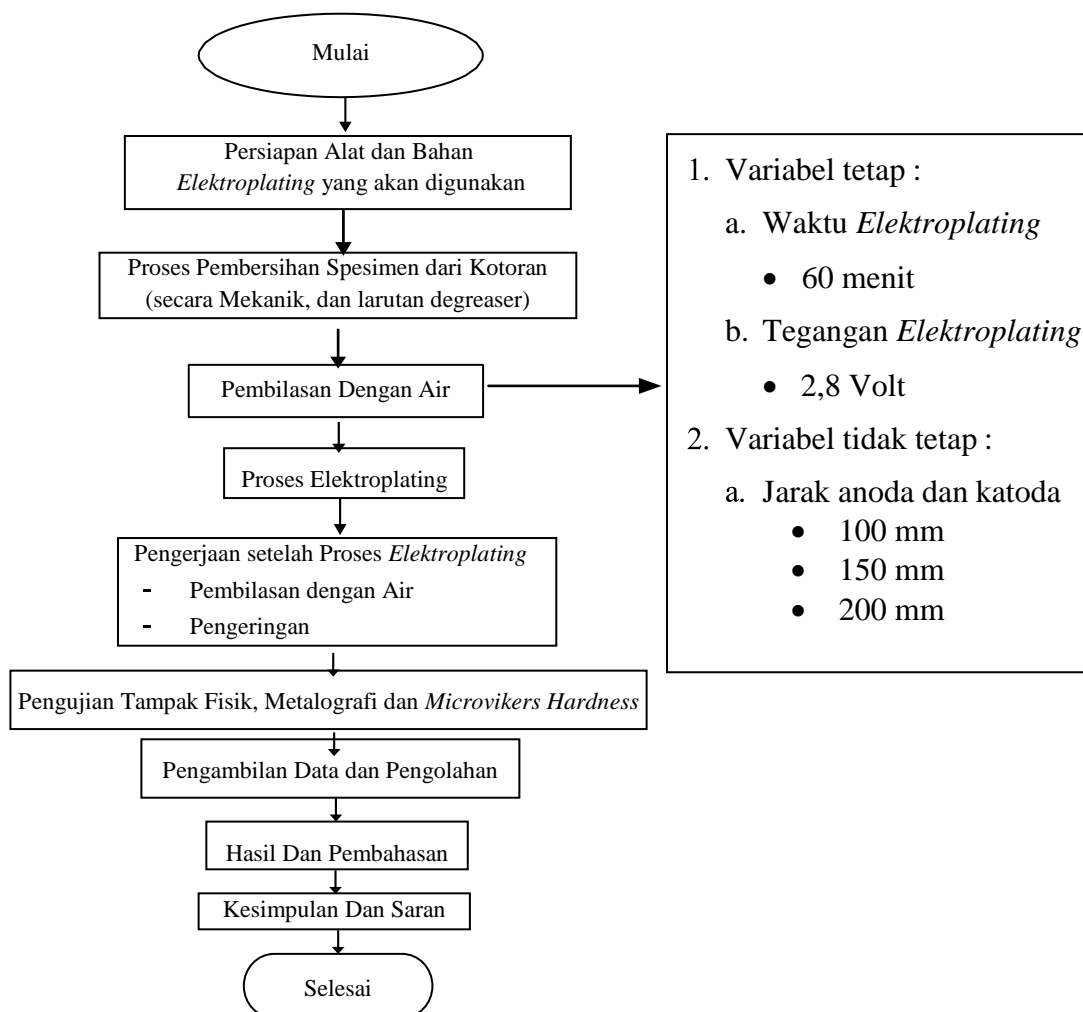 Mulai
Persiapan Alat dan Bahan
Elektroplating yang akan digunakan
Proses Pembersihan Spesimen dari Kotoran
(secara Mekanik, dan larutan degreaser)
Pembilasan Dengan Air
Proses Elektroplating
Pengerjaan setelah Proses Elektroplating
- Pembilasan dengan Air
- Pengeringan
Pengujian Tampak Fisik, Metalografi dan Microvikers Hardness
Pengambilan Data dan Pengolahan
Hasil Dan Pembahasan
Kesimpulan Dan Saran
Selesai
1. Variabel tetap :
a. Waktu Elektroplating
• 60 menit
b. Tegangan Elektroplating
• 2,8 Volt
2. Variabel tidak tetap :
a. Jarak anoda dan katoda
• 100 mm
• 150 mm
• 200 mm